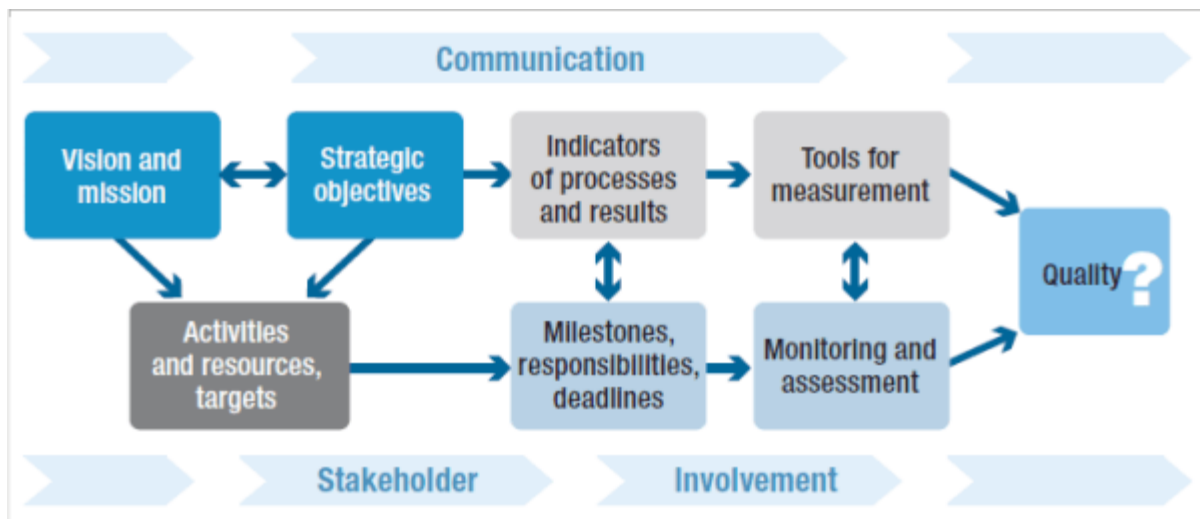 Communication
Vision and
mission
Strategic
objectives
Indicators
of processes
and results
Tools for
measurement
Quality ?
Activities
and resources,
targets
Milestones,
responsibilities,
deadlines
Monitoring and
assessment
Stakeholder
Involvement